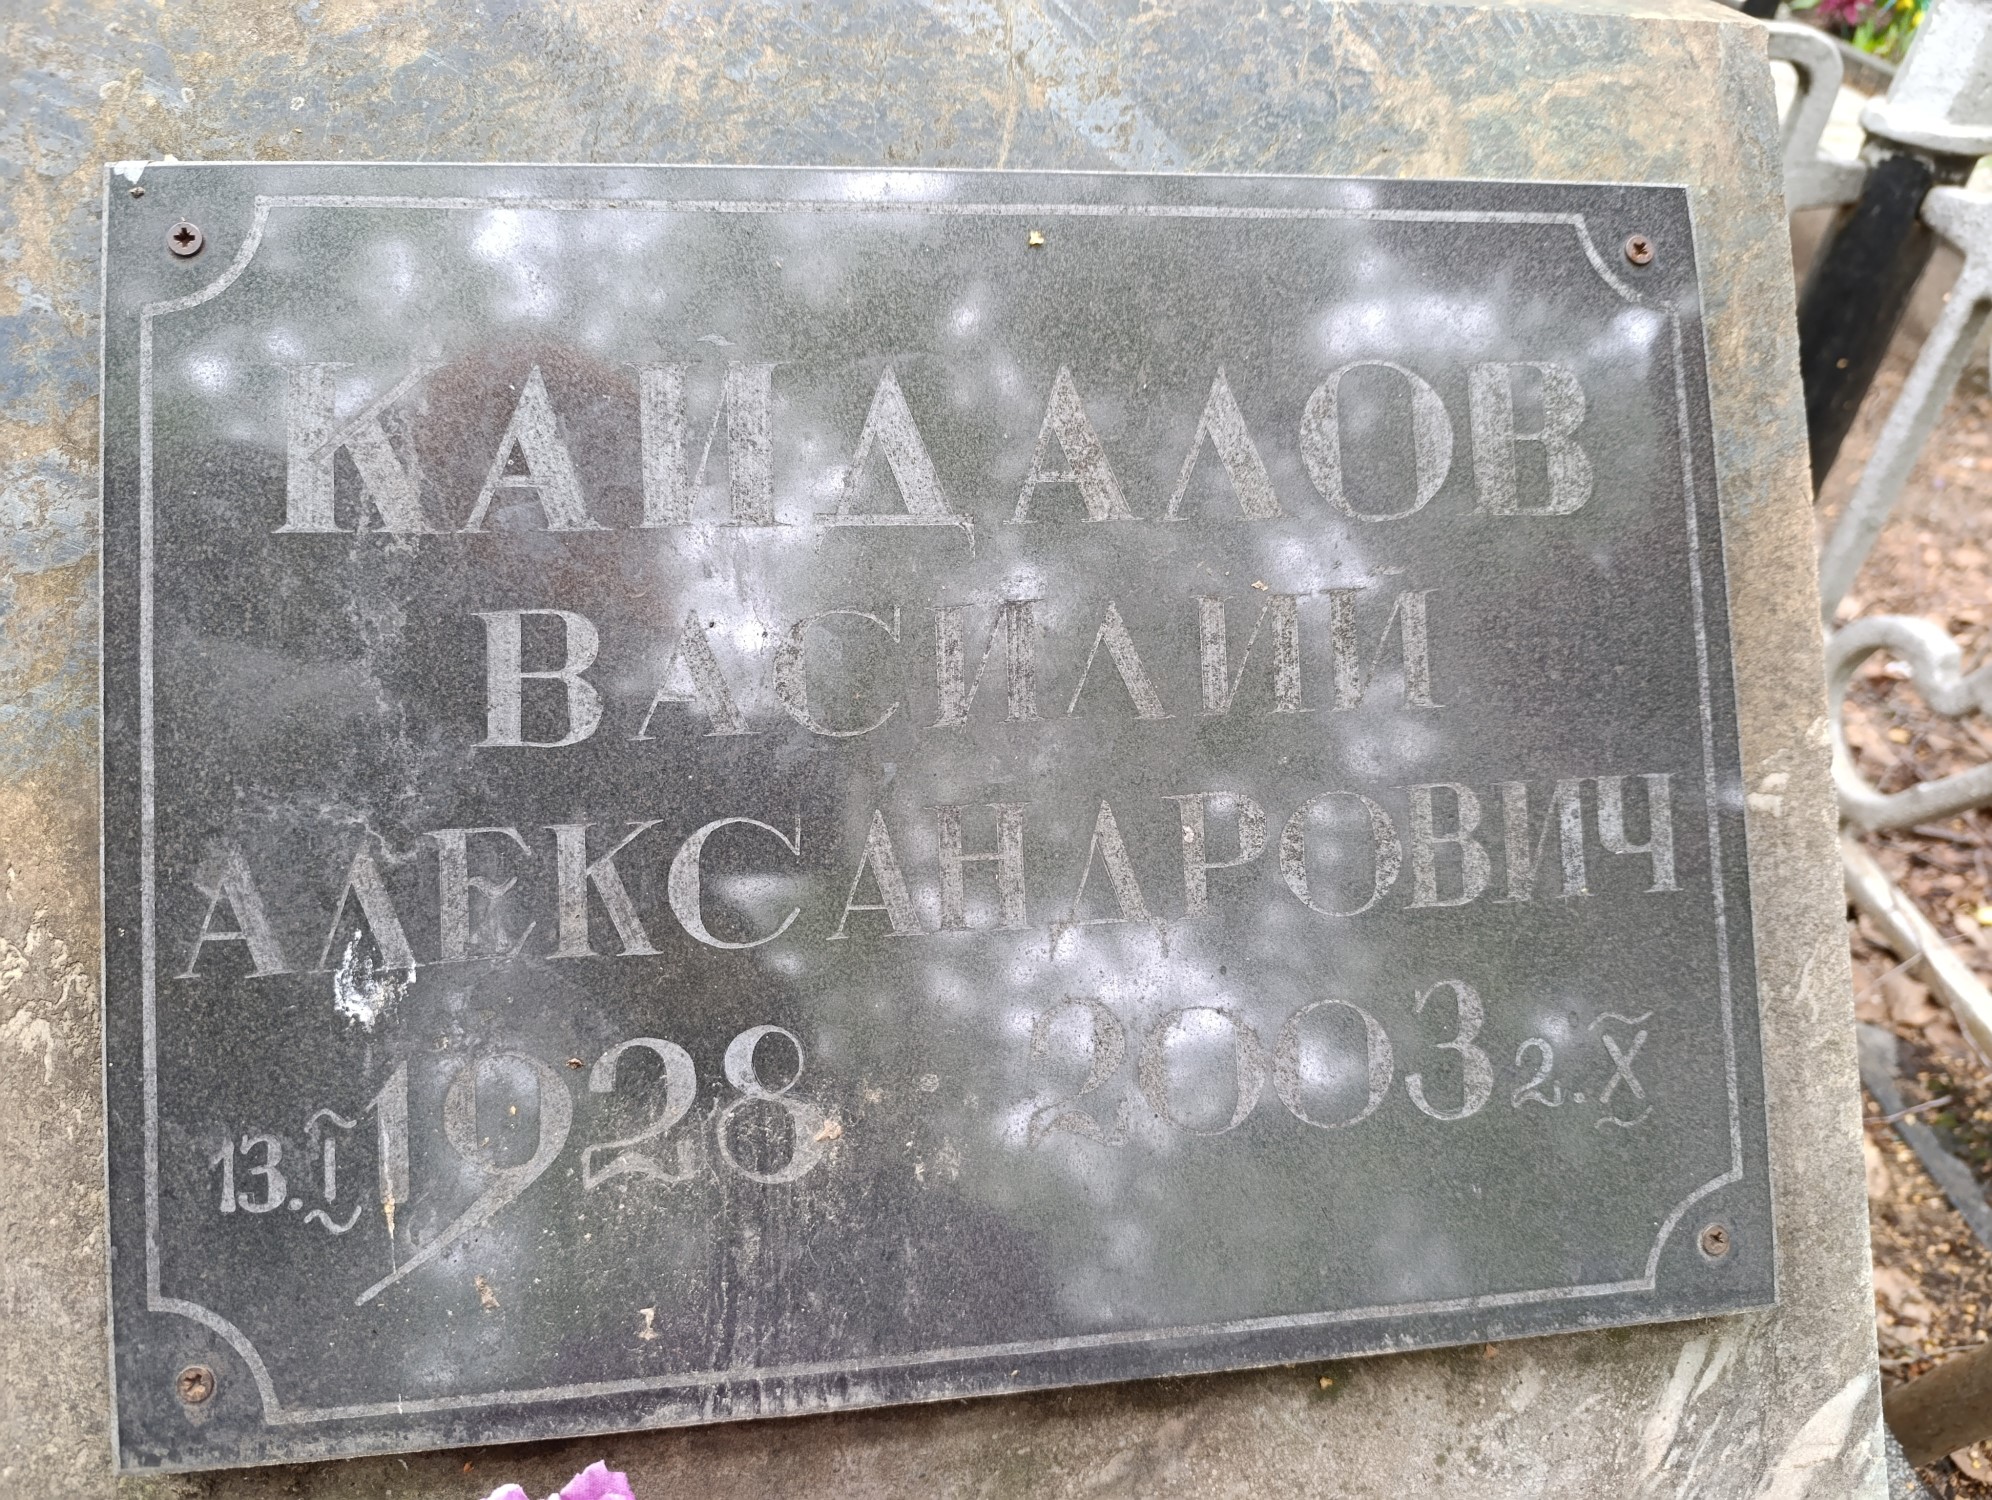 КАЙДАЛОВ
ВАСИЛИЙ
АЛЕКСАНДРОВИЧ
13.I 1928 2003 2.X